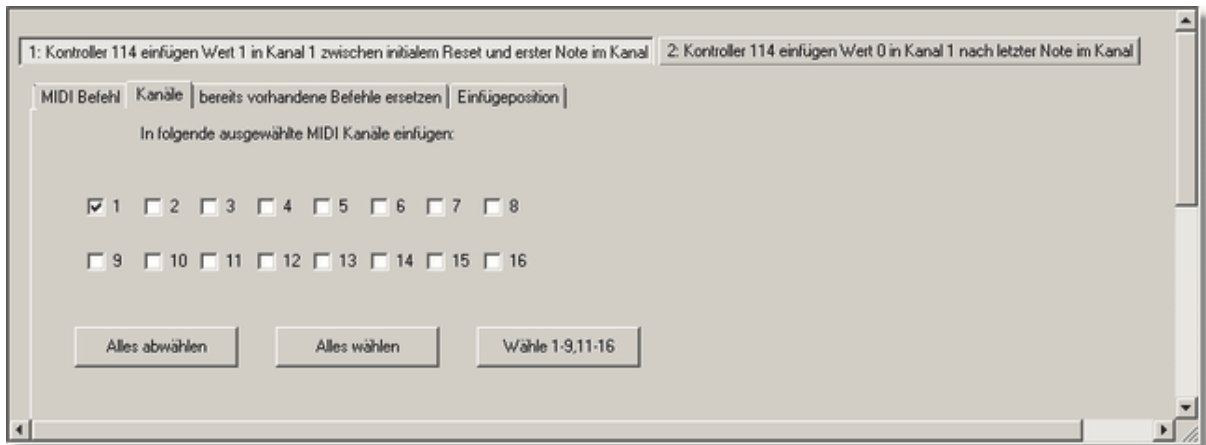 1: Kontroller 114 einfügen Wert 1 in Kanal 1 zwischen initialem Reset und erster Note im Kanal 2: Kontroller 114 einfügen Wert 0 in Kanal 1 nach letzter Note im Kanal
MIDI Befehl Kanäle bereits vorhandene Befehle ersetzen Einfügeposition
In folgende ausgewählte MIDI Kanäle einfügen:
1 2 3 4 5 6 7 8
9 10 11 12 13 14 15 16
Alles abwählen Alles wählen Wähle 1-9,11-16